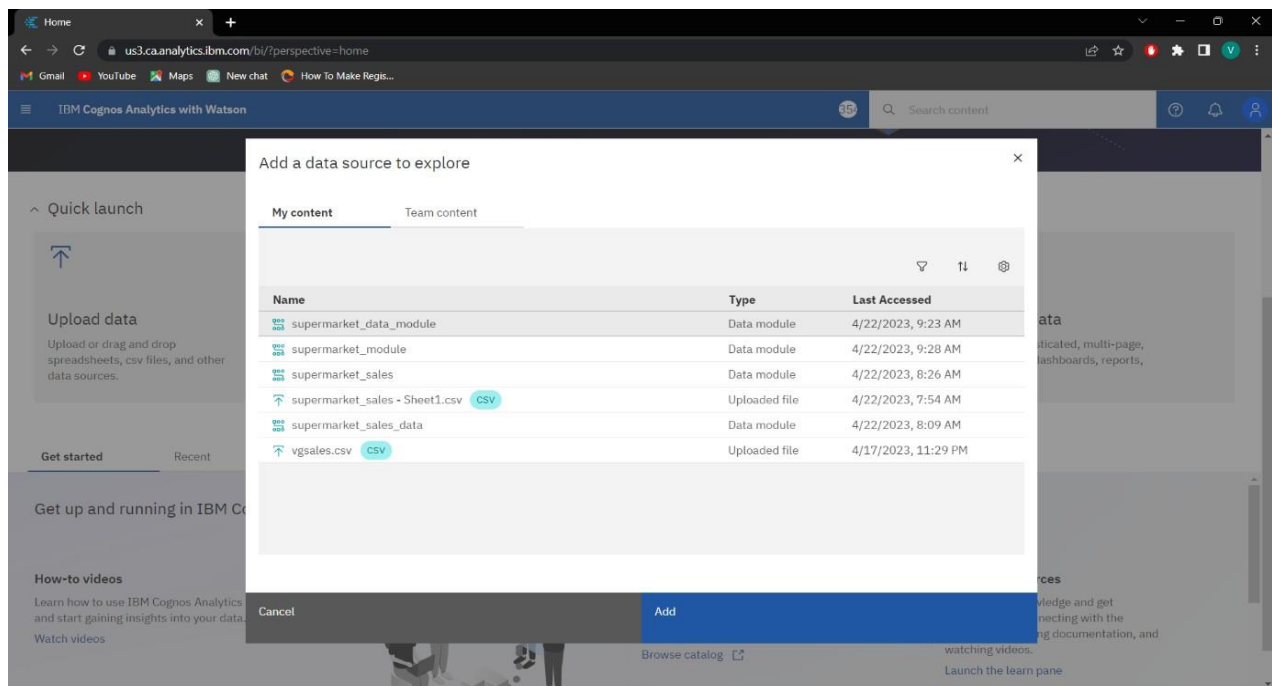 Home
us3.ca.analytics.ibm.com/bi/?perspective=home
V
Gmail YouTube Maps New chat How To Make Regis...
IBM Cognos Analytics with Watson
Search content
Add a data source to explore
My content Team content
Name Type Last Accessed
supermarket_data_module Data module 4/22/2023, 9:23 AM
supermarket_module Data module 4/22/2023, 9:28 AM
supermarket_sales Data module 4/22/2023, 8:26 AM
supermarket_sales - Sheet1.csv CSV Uploaded file 4/22/2023, 7:54 AM
supermarket_sales_data Data module 4/22/2023, 8:09 AM
vgsales.csv CSV Uploaded file 4/17/2023, 11:29 PM
Cancel Add
Quick launch
Upload data
Upload or drag and drop
spreadsheets, csv files, and other
data sources.
ata
ticated, multi-page,
ashboards, reports,
Get started Recent
Get up and running in IBM Co
How-to videos
Learn how to use IBM Cognos Analytics
and start gaining insights into your data.
Watch videos
Browse catalog
rces
ledge and get
necting with the
ng documentation, and
watching videos.
Launch the learn pane